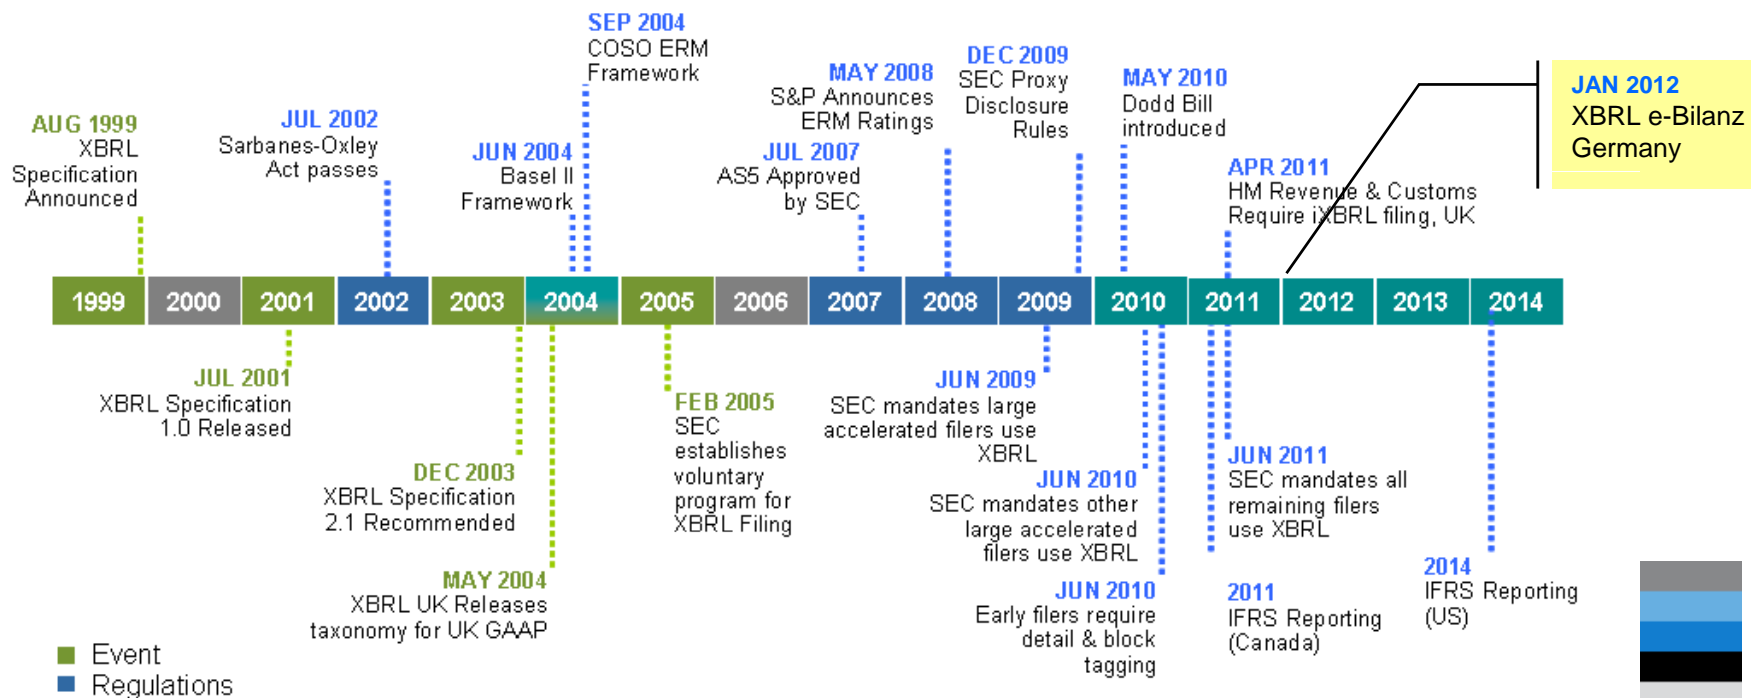 SEP 2004
COSO ERM
Framework
DEC 2009
SEC Proxy
Disclosure
Rules
MAY 2008
S&P Announces
ERM Ratings
MAY 2010
Dodd Bill
introduced
JAN 2012
XBRL e-Bilanz
Germany
AUG 1999
XBRL
Specification
Announced
JUL 2002
Sarbanes-Oxley
Act passes
JUN 2004
Basel II
Framework
JUL 2007
AS5 Approved
by SEC
APR 2011
HM Revenue & Customs
Require iXBRL filing, UK
1999 2000 2001 2002 2003 2004 2005 2006 2007 2008 2009 2010 2011 2012 2013 2014
JUL 2001
XBRL Specification
1.0 Released
DEC 2003
XBRL Specification
2.1 Recommended
MAY 2004
XBRL UK Releases
taxonomy for UK GAAP
FEB 2005
SEC
establishes
voluntary
program for
XBRL Filing
JUN 2009
SEC mandates large
accelerated filers use
XBRL
JUN 2010
SEC mandates other
large accelerated
filers use XBRL
JUN 2010
Early filers require
detail & block
tagging
JUN 2011
SEC mandates all
remaining filers
use XBRL
2011
IFRS Reporting
(Canada)
2014
IFRS Reporting
(US)
Event
Regulations